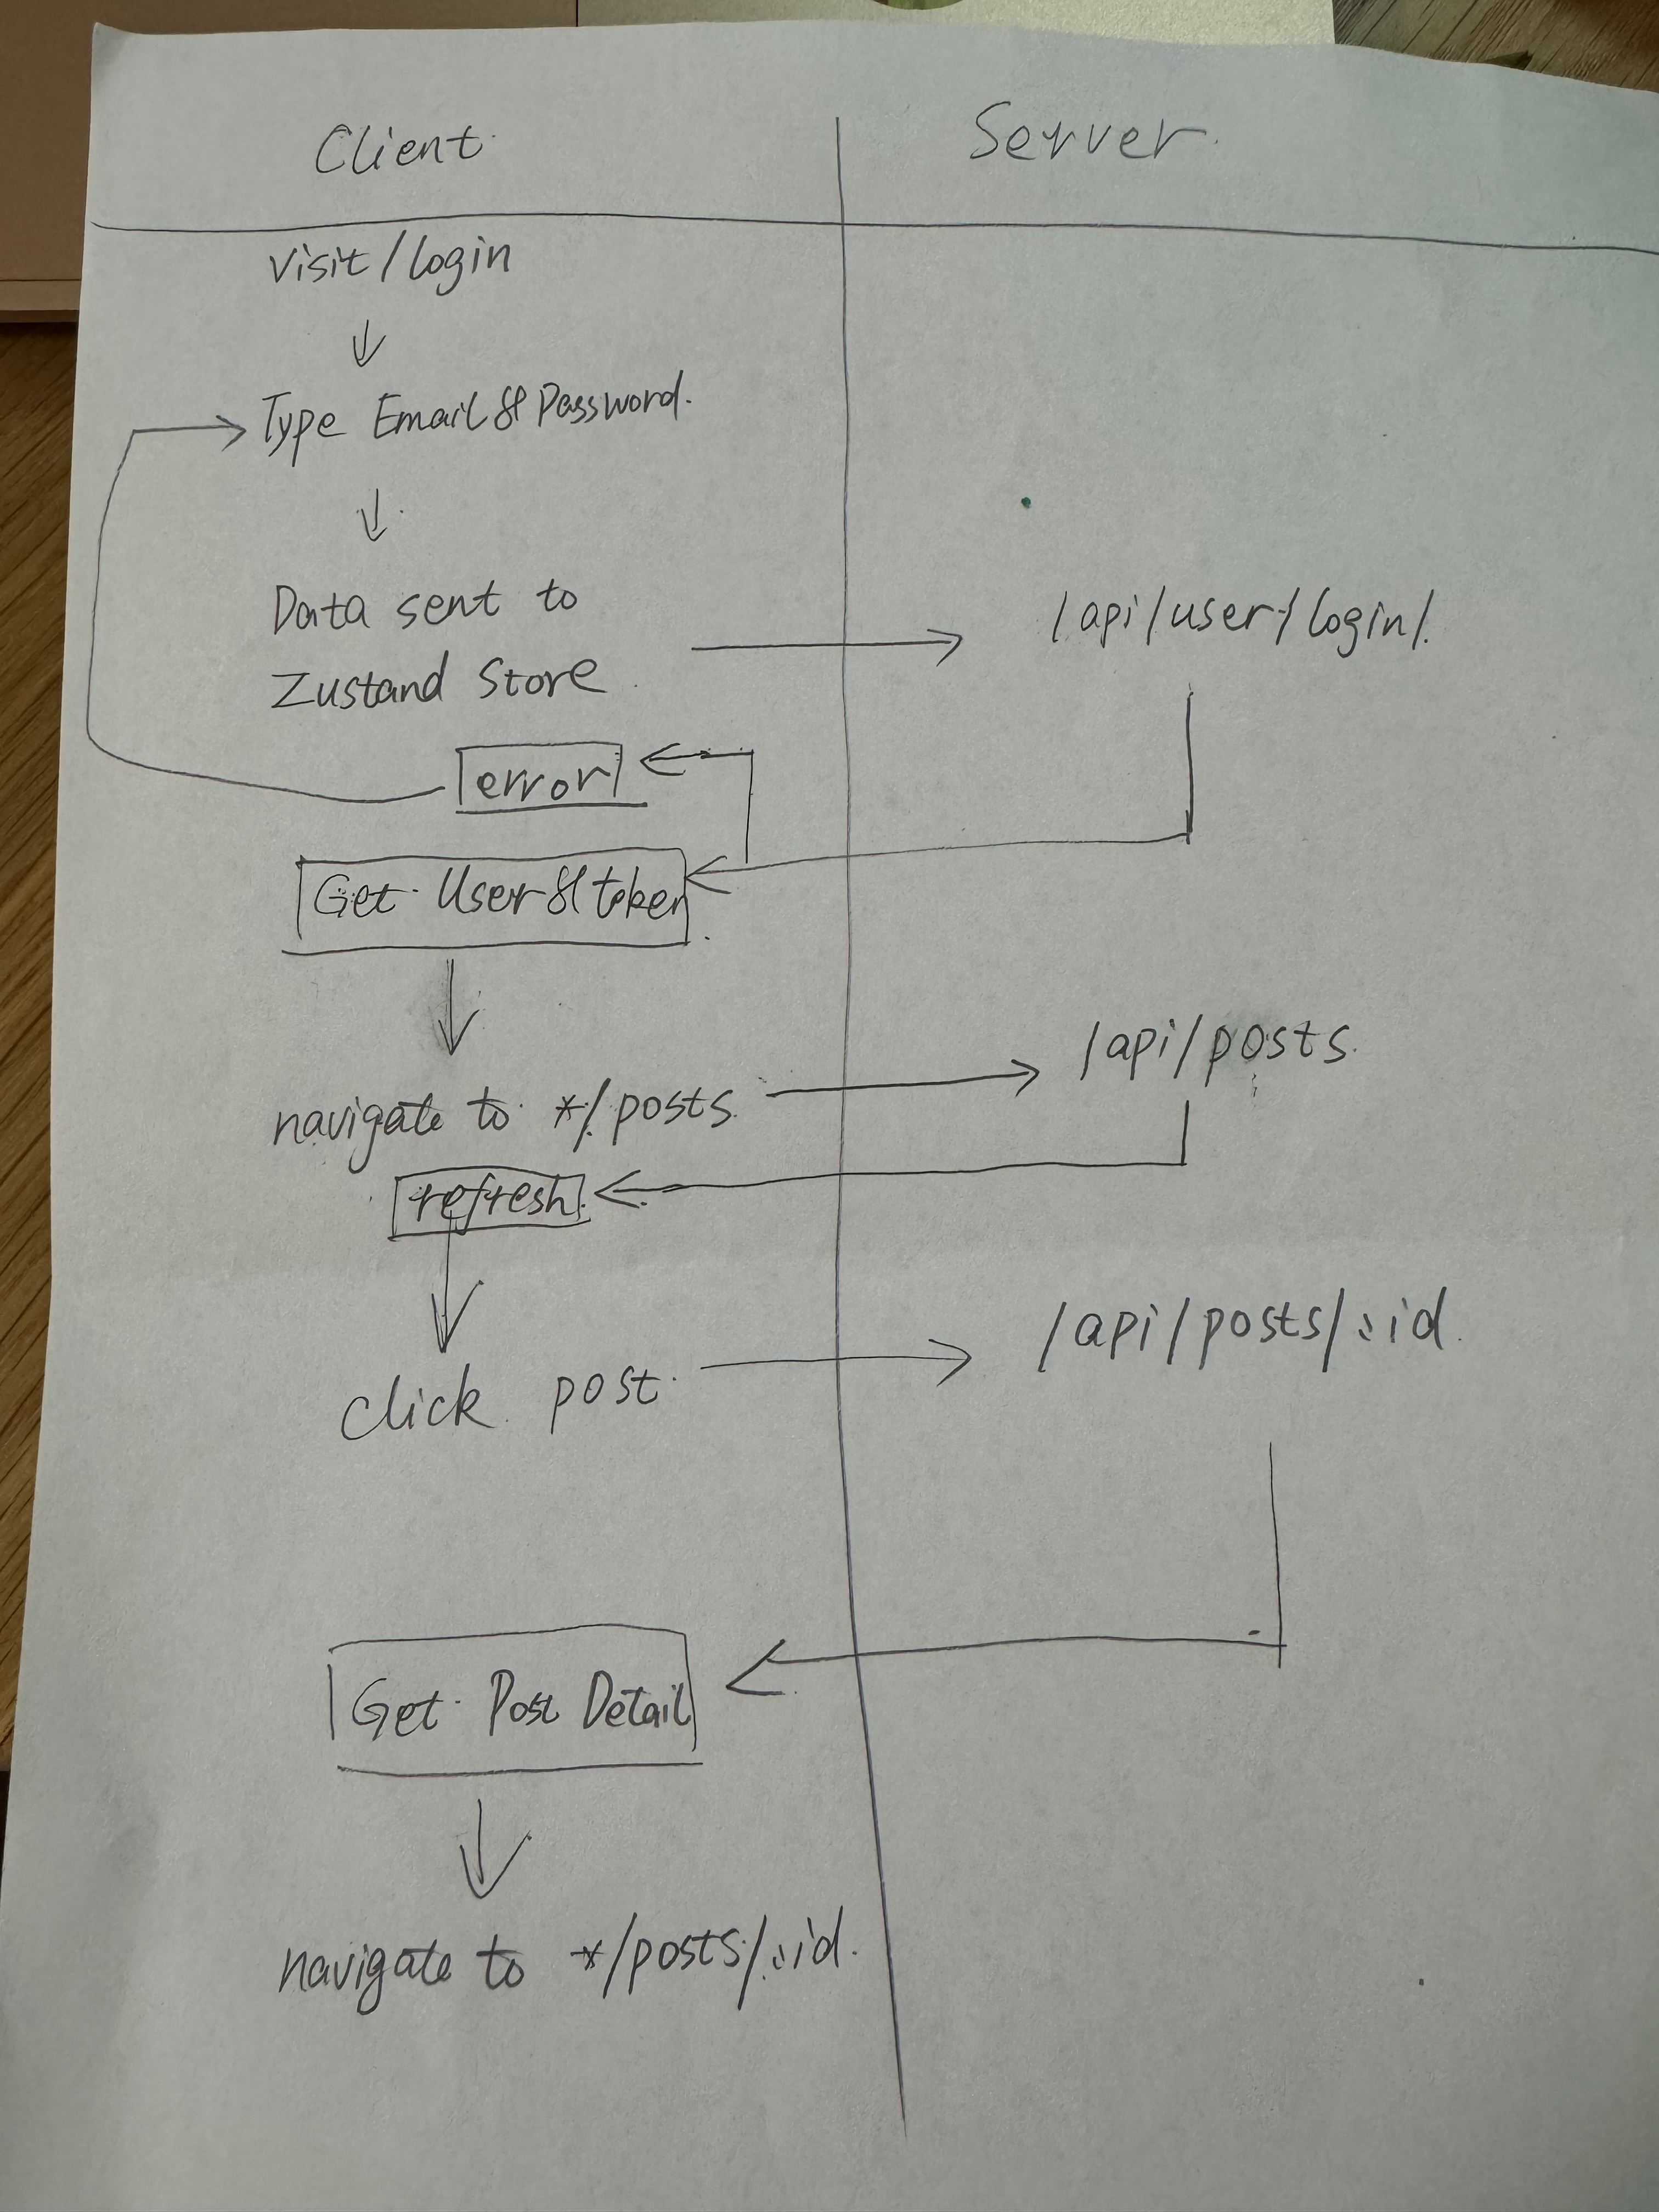 Client
Server
Visit/login
Type Email & Password.
Data sent to
Zustand Store
/api/user/login/.
error
Get User & token
navigate to */posts
/api/posts
refresh
click post
/api/posts/:id
Get Post Detail
navigate to */posts/:id.